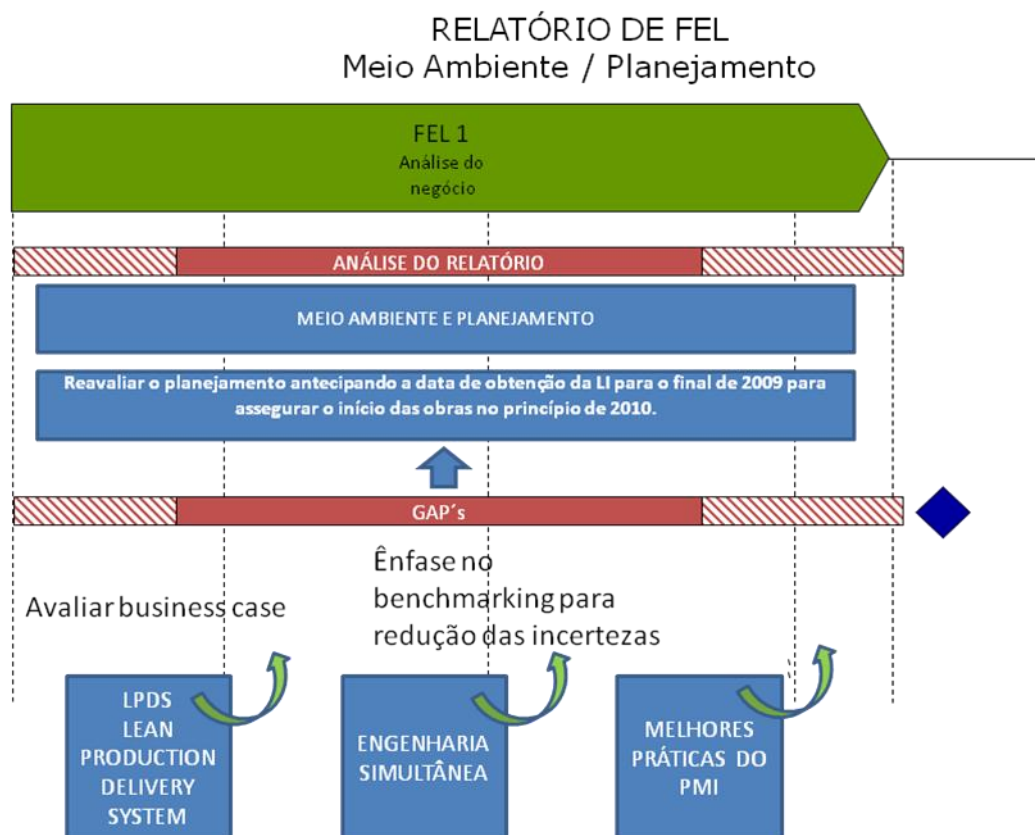 RELATÓRIO DE FEL
Meio Ambiente / Planejamento
FEL 1
Análise do
negócio
ANÁLISE DO RELATÓRIO
MEIO AMBIENTE E PLANEJAMENTO
Reavaliar o planejamento antecipando a data de obtenção da LI para o final de 2009 para
assegurar o início das obras no princípio de 2010.
GAP´s
Avaliar business case
Ênfase no
benchmarking para
redução das incertezas
LPDS
LEAN
PRODUCTION
DELIVERY
SYSTEM
ENGENHARIA
SIMULTÂNEA
MELHORES
PRÁTICAS DO
PMI